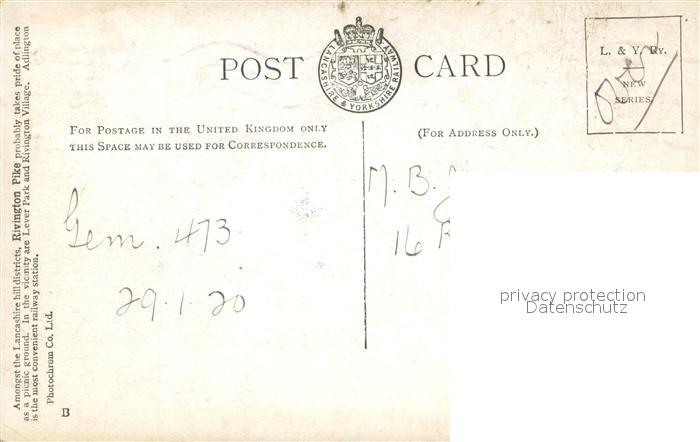 POST CARD
LANCASHIRE & YORKSHIRE RAILWAY
L. & Y. Ry.
NEW
SERIES.
FOR POSTAGE IN THE UNITED KINGDOM ONLY
THIS SPACE MAY BE USED FOR CORRESPONDENCE.
(FOR ADDRESS ONLY.)
M. B.
16
Gem. 473
29.1.20
Amongst the Lancashire hill districts, Rivington Pike probably takes pride of place
as a picnic ground. In the vicinity are Lever Park and Rivington Village. Adlington
is the most convenient railway station.
Photochrom Co., Ltd.
B
privacy protection
Datenschutz